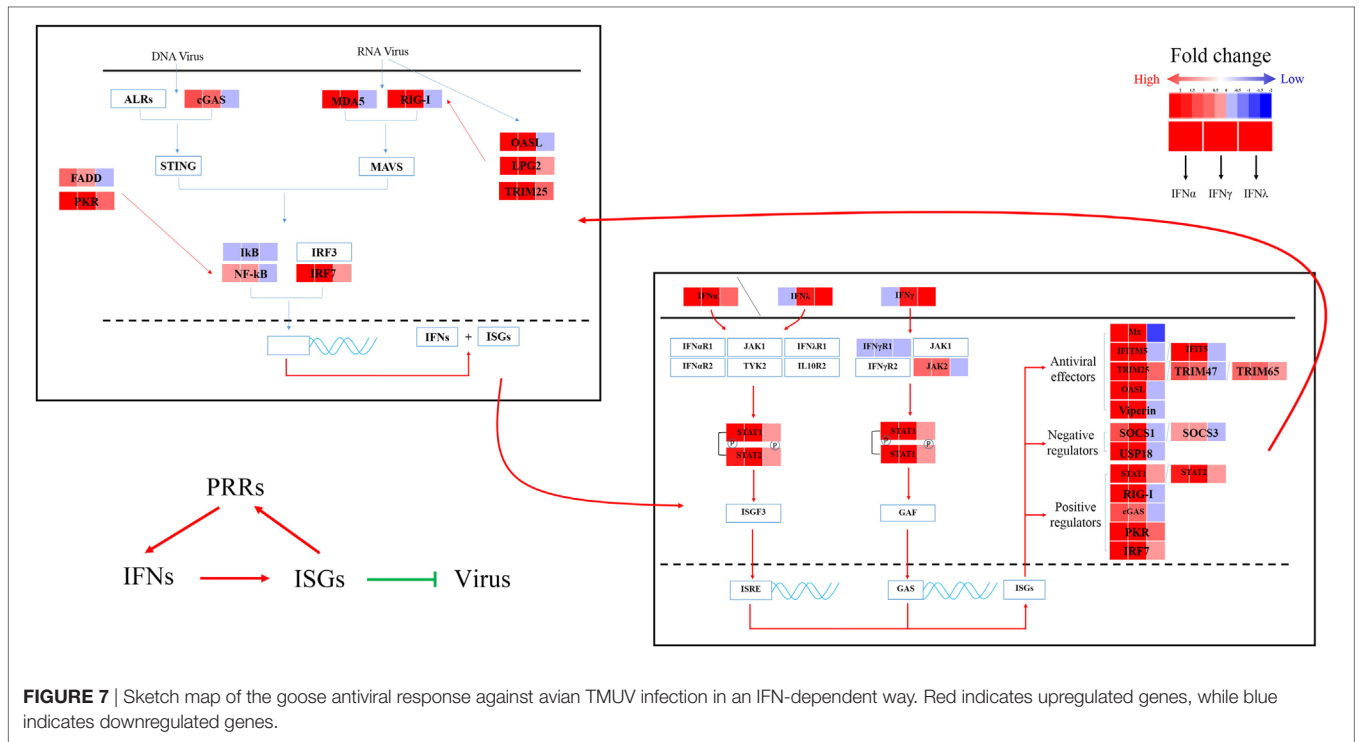 DNA Virus
RNA Virus
ALRs
cGAS
MDA5
RIG-I
OASL
LPG2
TRIM25
STING
MAVS
FADD
PKR
IkB
IRF3
NF-kB
IRF7
IFNs + ISGs
Fold change
High
Low
IFNα IFNγ IFNλ
IFNα
IFNλ
IFNγ
IFNαR1 JAK1 IFNλR1
IFNαR2 TYK2 IL10R2
IFNγR1 JAK1
IFNγR2 JAK2
STAT1
P P
STAT2
STAT1
P P
ISGF3
GAF
ISRE
GAS
ISGs
Antiviral
effectors
Mx
IFITM5 / IFIT5
TRIM25 / TRIM47 / TRIM65
OASL
Viperin
Negative
regulators
SOCS1 / SOCS3
USP18
Positive
regulators
STAT1 / STAT2
RIG-I
cGAS
PKR
IRF7
PRRs
IFNs
ISGs
Virus
FIGURE 7 | Sketch map of the goose antiviral response against avian TMUV infection in an IFN-dependent way. Red indicates upregulated genes, while blue
indicates downregulated genes.